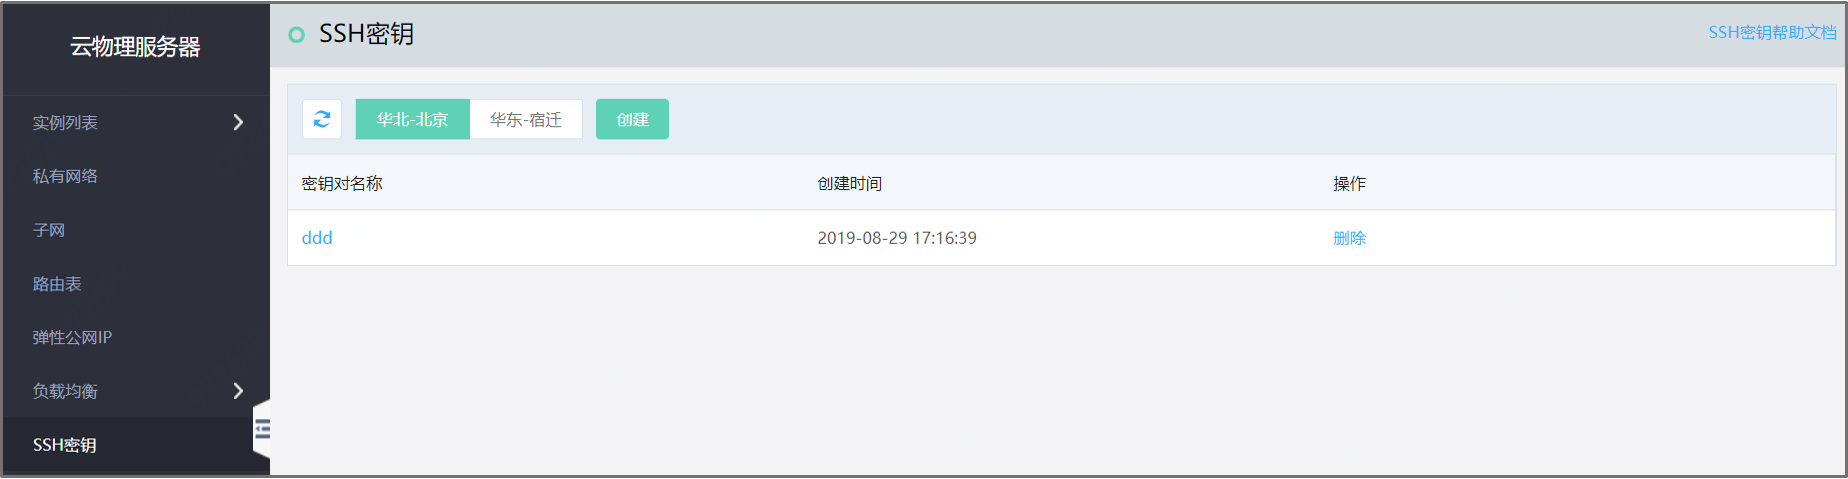 云物理服务器
实例列表
私有网络
子网
路由表
弹性公网IP
负载均衡
SSH密钥
SSH密钥
SSH密钥帮助文档
华北-北京 华东-宿迁 创建
密钥对名称 创建时间 操作
ddd 2019-08-29 17:16:39 删除